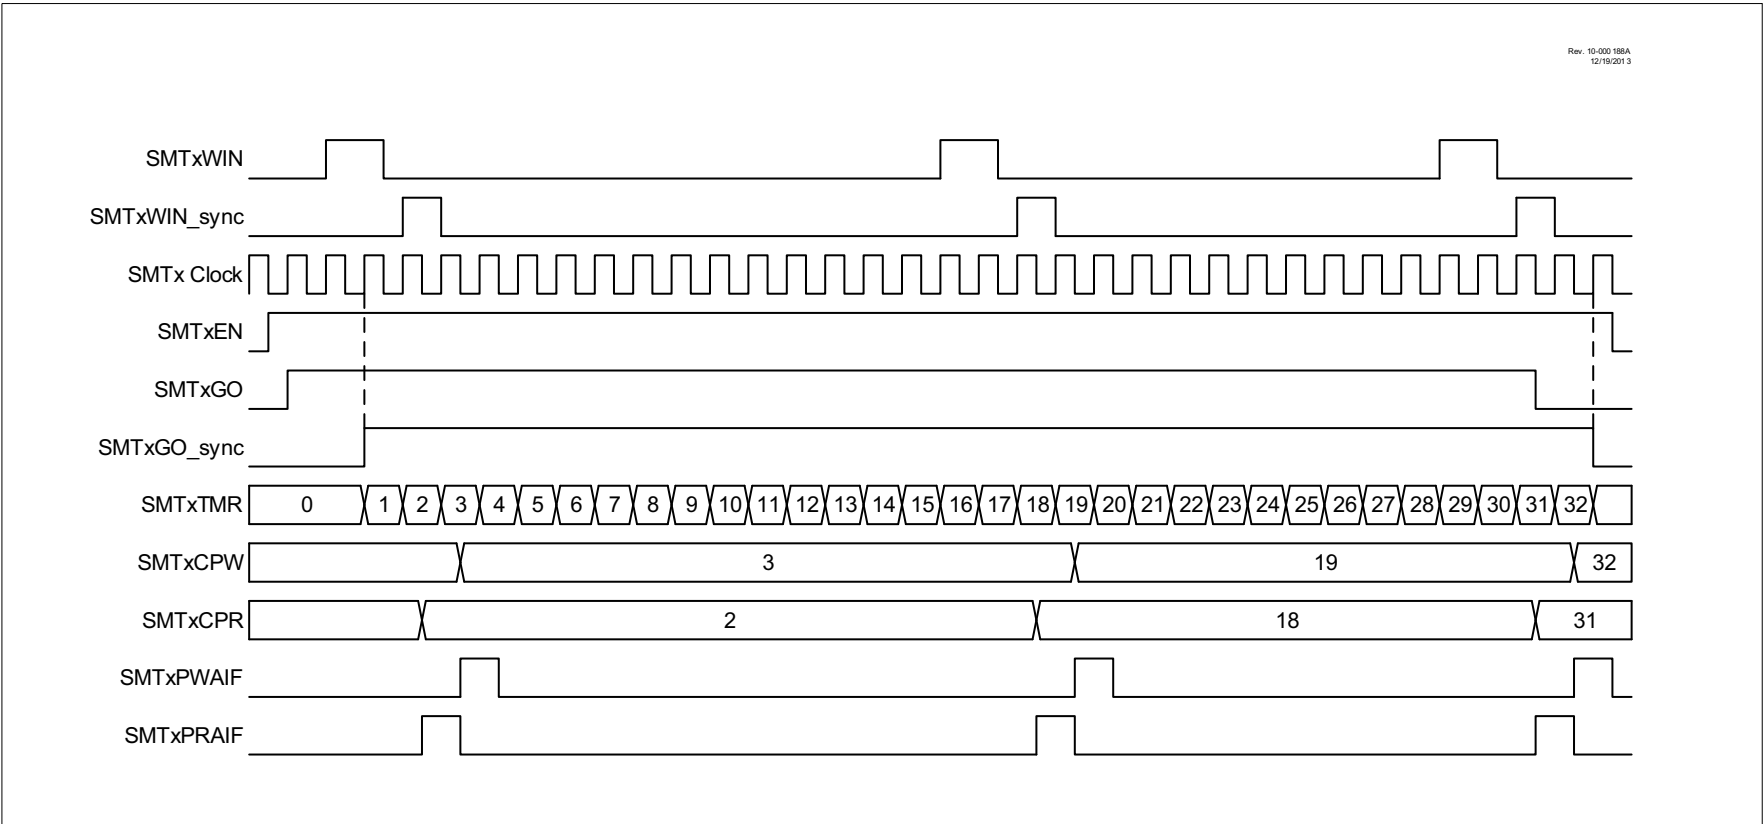 Rev. 10-000 188A
12/19/201 3
SMTxWIN
SMTxWIN_sync
SMTx Clock
SMTxEN
SMTxGO
SMTxGO_sync
SMTxTMR 0 1 2 3 4 5 6 7 8 9 10 11 12 13 14 15 16 17 18 19 20 21 22 23 24 25 26 27 28 29 30 31 32
SMTxCPW 3 19 32
SMTxCPR 2 18 31
SMTxPWAIF
SMTxPRAIF